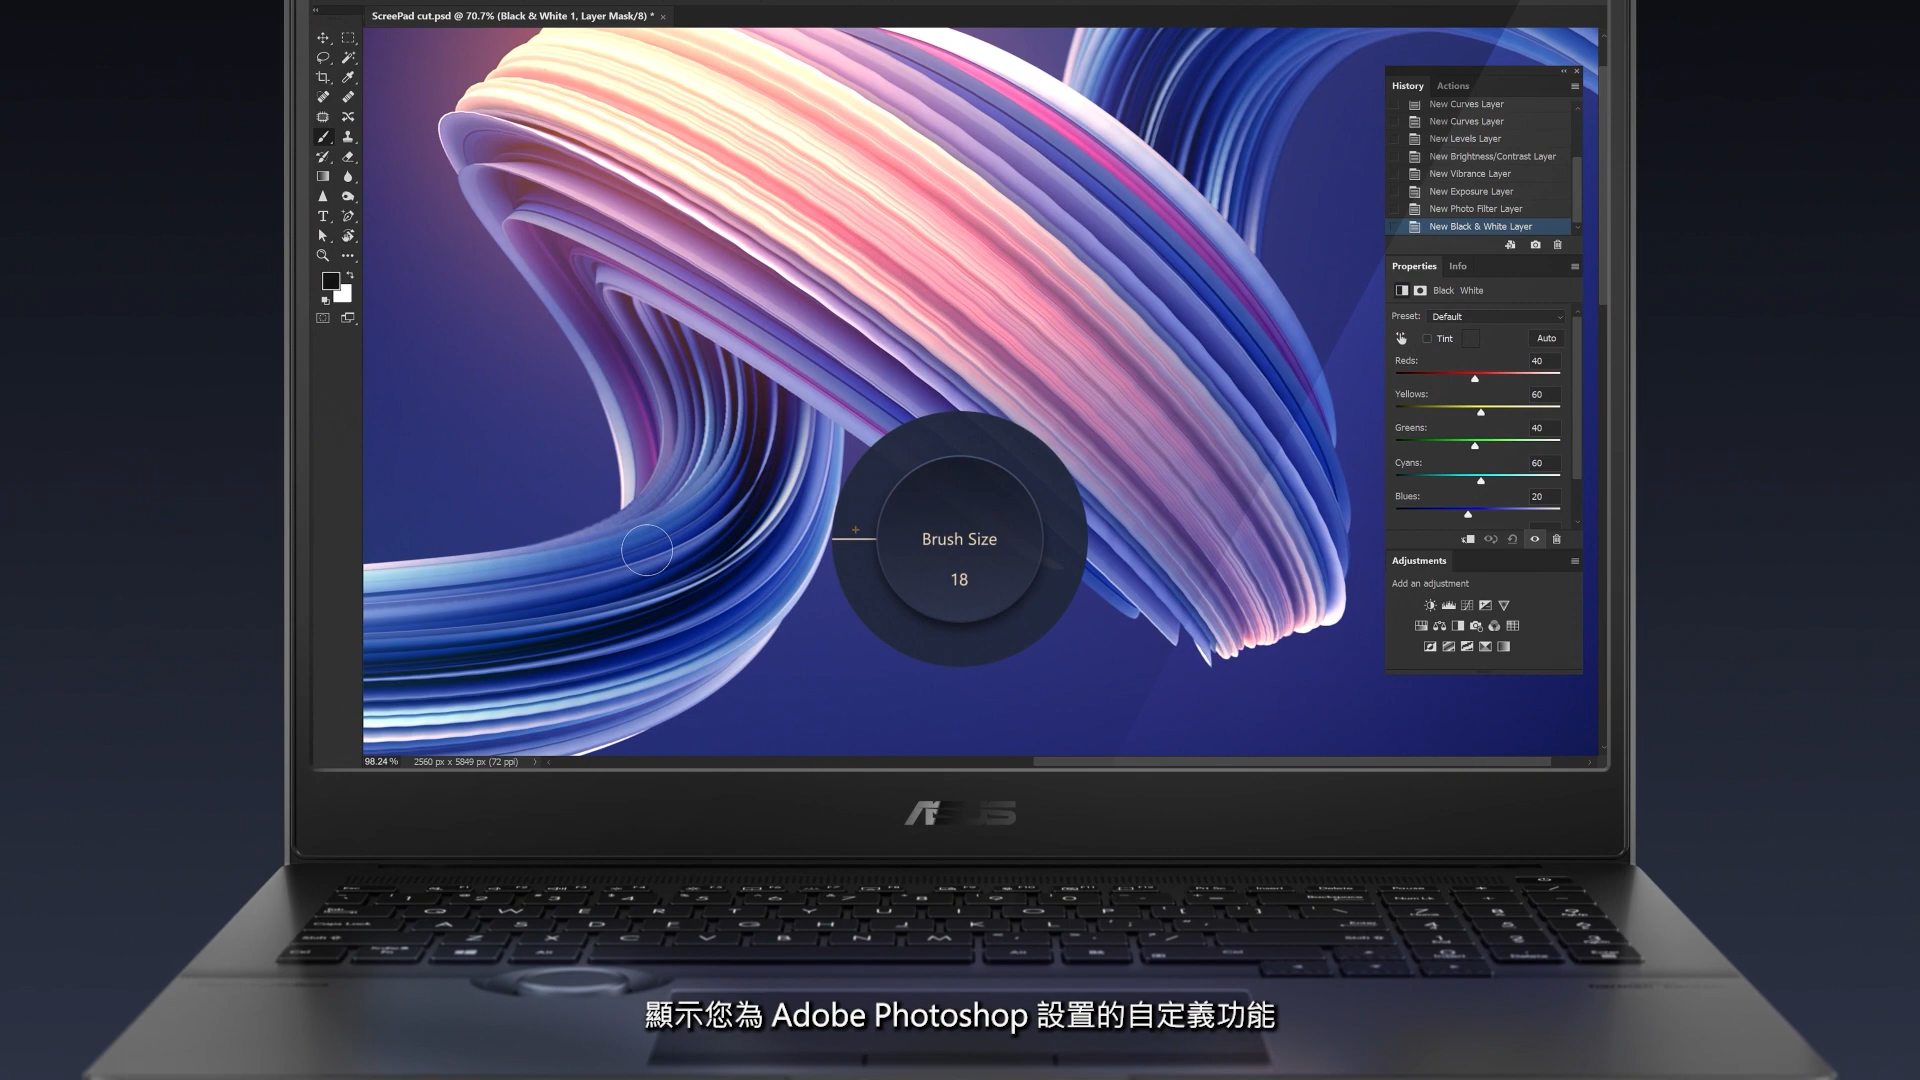 ScreePad cut.psd @ 70.7% (Black & White 1, Layer Mask/8) *
History Actions
New Curves Layer
New Curves Layer
New Levels Layer
New Brightness/Contrast Layer
New Vibrance Layer
New Exposure Layer
New Photo Filter Layer
New Black & White Layer
Properties Info
Black White
Preset: Default
Tint Auto
Reds: 40
Yellows: 60
Greens: 40
Cyans: 60
Blues: 20
Adjustments
Add an adjustment
Brush Size
18
98.24% 2560 px x 5849 px (72 ppi)
ASUS
Q W E R T Y U I O P
A S D F G H J K L
Z X C V B N M
顯示您為 Adobe Photoshop 設置的自定義功能